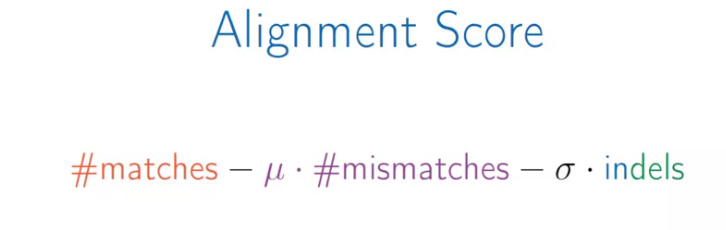 Alignment Score
#matches − μ · #mismatches − σ · indels